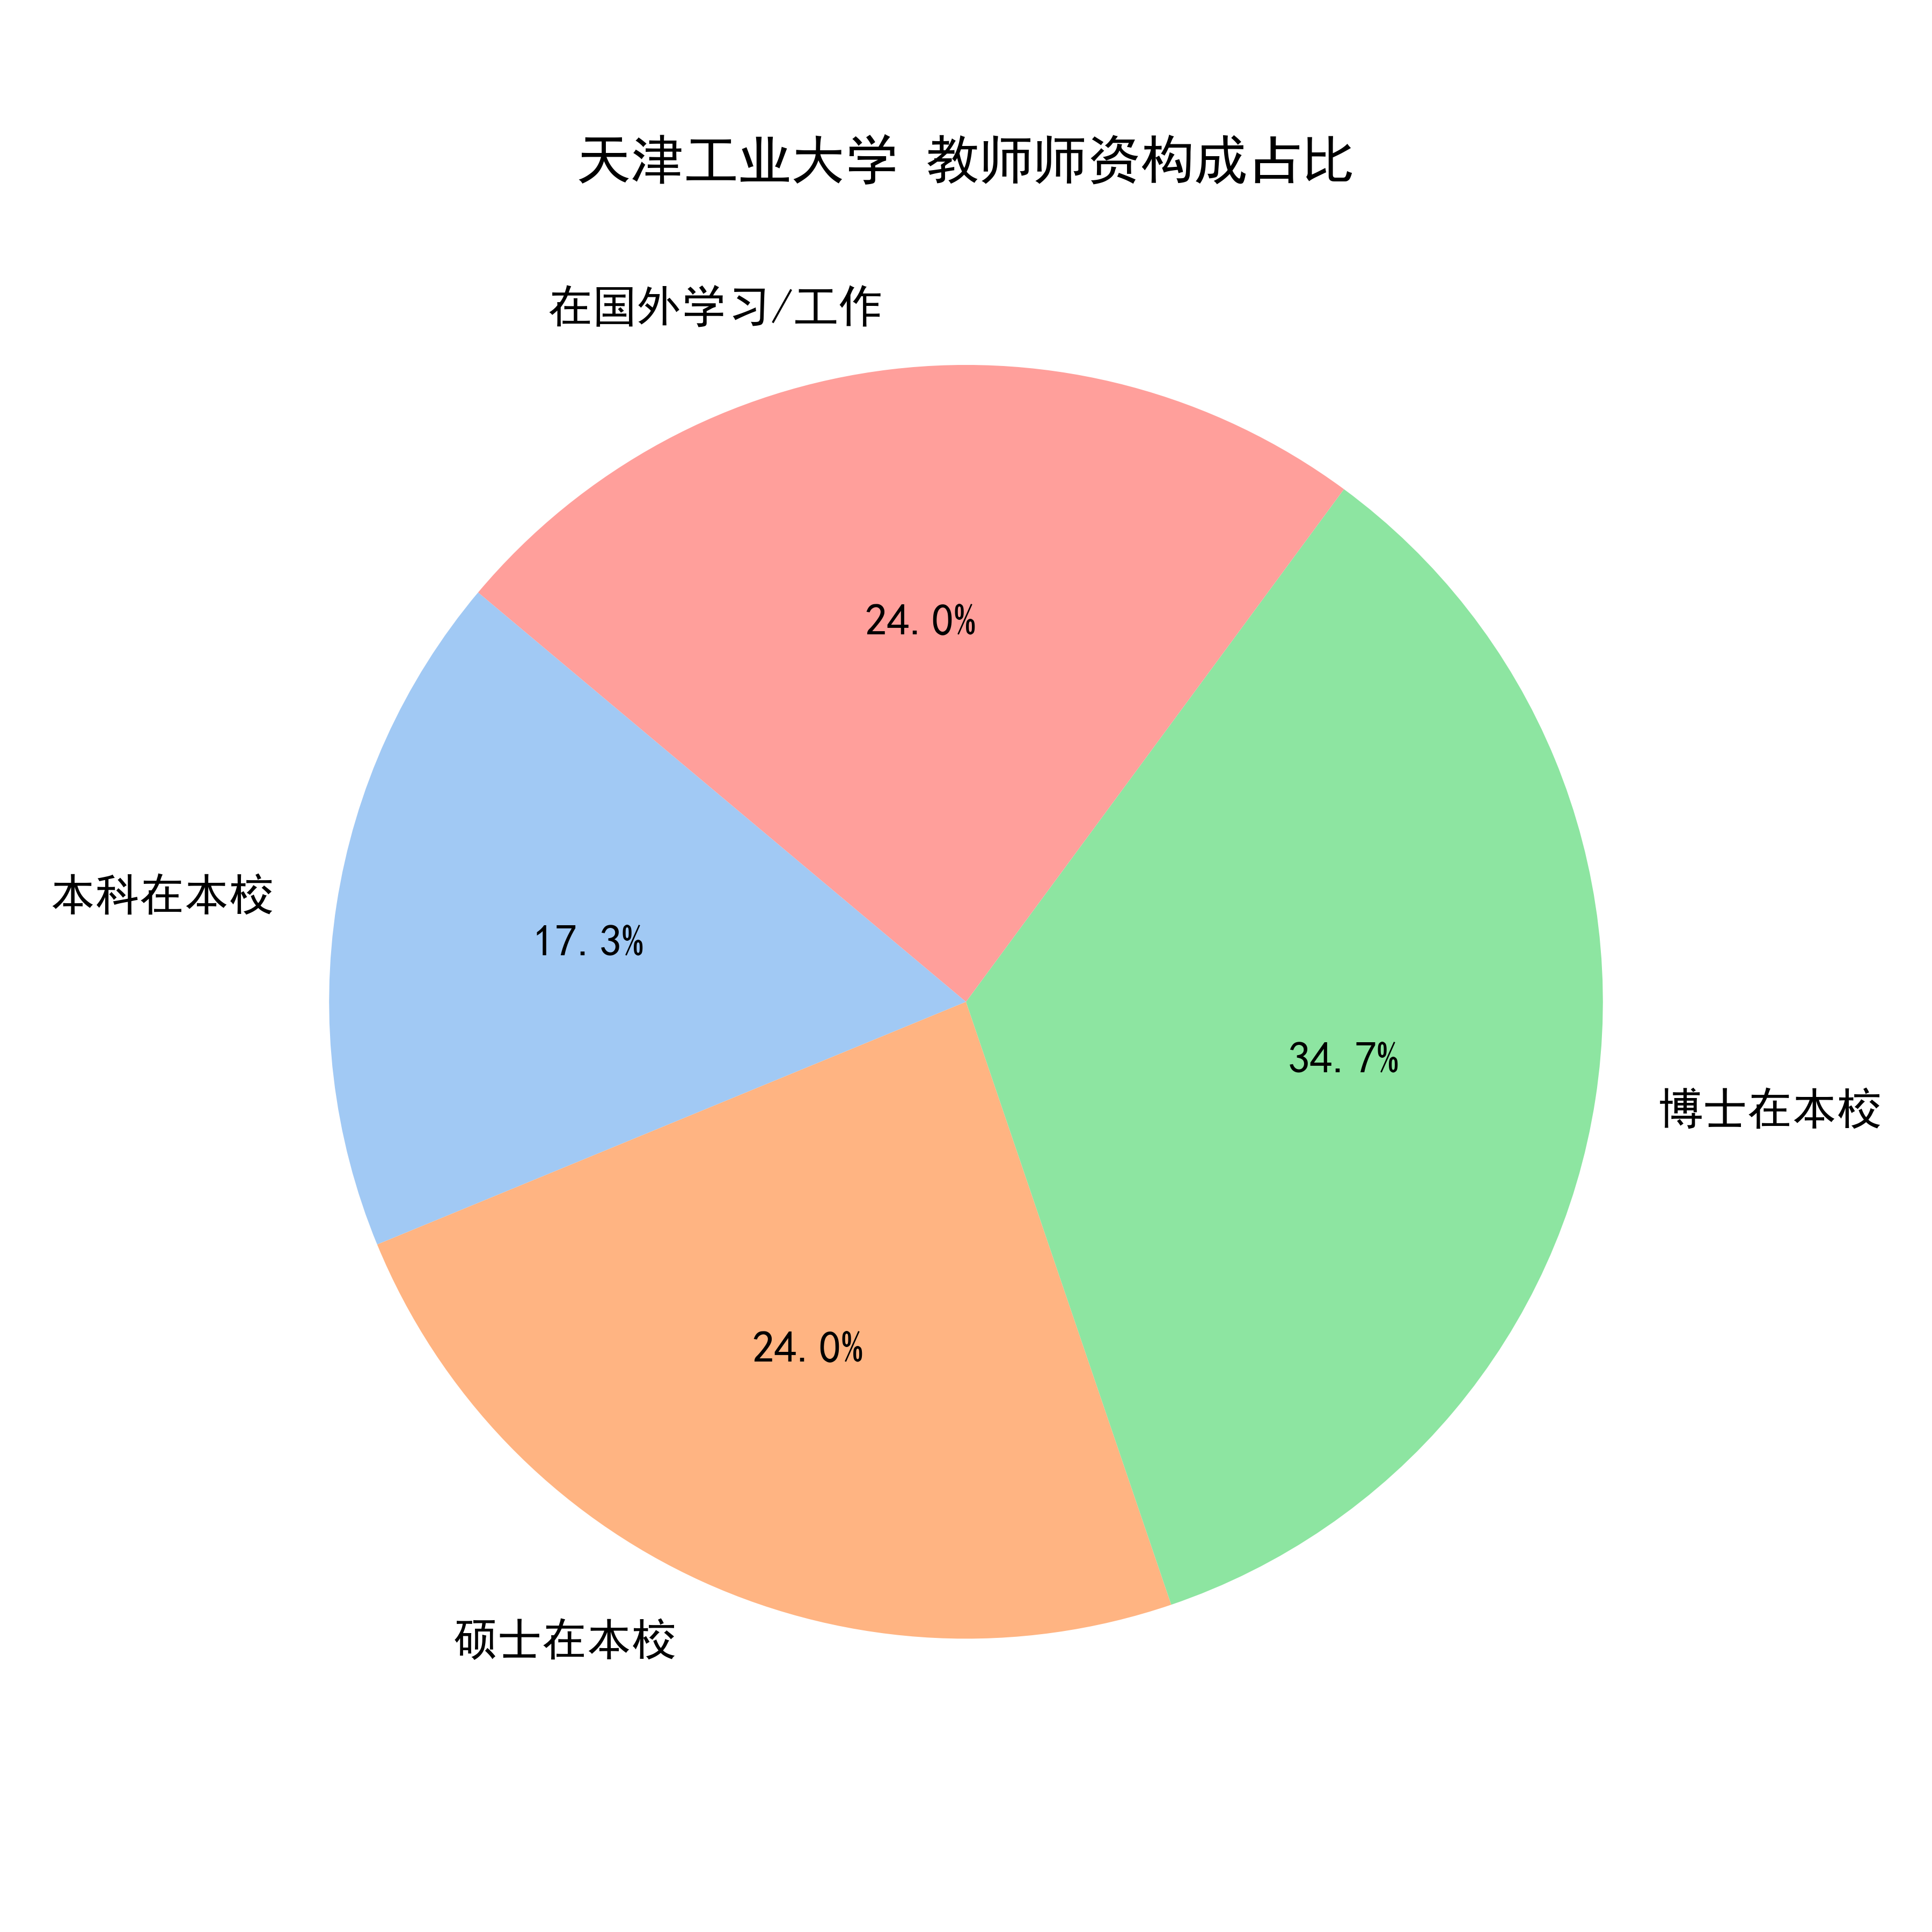 天津工业大学 教师师资构成占比
在国外学习/工作
24.0%
本科在本校
17.3%
34.7%
博士在本校
24.0%
硕士在本校